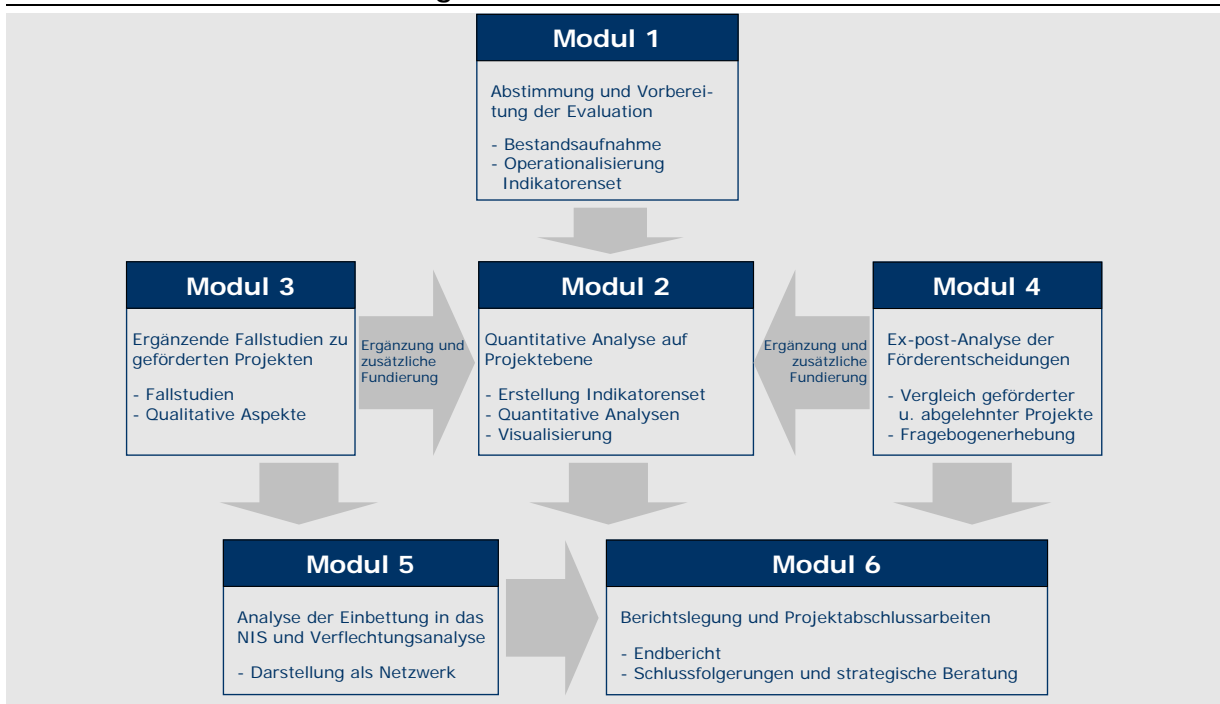 Modul 1
Abstimmung und Vorberei-
tung der Evaluation
- Bestandsaufnahme
- Operationalisierung
Indikatorenset
Modul 3
Ergänzende Fallstudien zu
geförderten Projekten
- Fallstudien
- Qualitative Aspekte
Ergänzung und
zusätzliche
Fundierung
Modul 2
Quantitative Analyse auf
Projektebene
- Erstellung Indikatorenset
- Quantitative Analysen
- Visualisierung
Ergänzung und
zusätzliche
Fundierung
Modul 4
Ex-post-Analyse der
Förderentscheidungen
- Vergleich geförderter
u. abgelehnter Projekte
- Fragebogenerhebung
Modul 5
Analyse der Einbettung in das
NIS und Verflechtungsanalyse
- Darstellung als Netzwerk
Modul 6
Berichtslegung und Projektabschlussarbeiten
- Endbericht
- Schlussfolgerungen und strategische Beratung